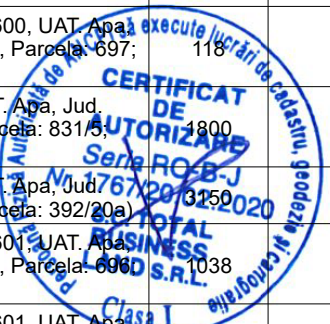 600, UAT. Apa,
, Parcela: 697;
118
T. Apa, Jud.
cela: 831/5;
1800
T. Apa, Jud.
cela: 392/20a)
3150
601, UAT. Apa,
, Parcela: 696;
1038
601, UAT. Apa,
CERTIFICAT
DE
AUTORIZARE
Seria RO-B-J
Nr. 1767/20.02.2020
TOTAL
BUSINESS
LAND S.R.L.
Clasa I
să execute lucrări de cadastru, geodezie și cartografie